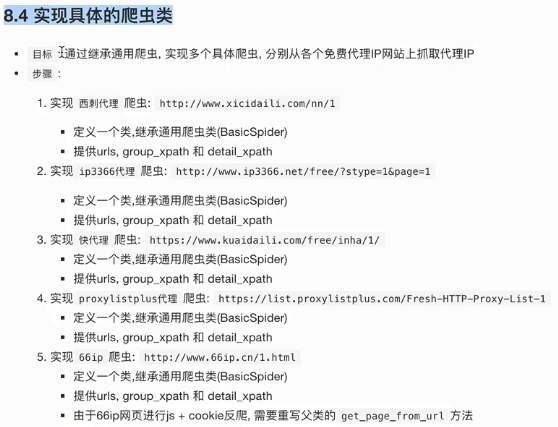 8.4 实现具体的爬虫类
• 目标 :通过继承通用爬虫, 实现多个具体爬虫, 分别从各个免费代理IP网站上抓取代理IP
• 步骤 :
1. 实现 西刺代理 爬虫: http://www.xicidaili.com/nn/1
▪ 定义一个类,继承通用爬虫类(BasicSpider)
▪ 提供urls, group_xpath 和 detail_xpath
2. 实现 ip3366代理 爬虫: http://www.ip3366.net/free/?stype=1&page=1
▪ 定义一个类,继承通用爬虫类(BasicSpider)
▪ 提供urls, group_xpath 和 detail_xpath
3. 实现 快代理 爬虫: https://www.kuaidaili.com/free/inha/1/
▪ 定义一个类,继承通用爬虫类(BasicSpider)
▪ 提供urls, group_xpath 和 detail_xpath
4. 实现 proxylistplus代理 爬虫: https://list.proxylistplus.com/Fresh-HTTP-Proxy-List-1
▪ 定义一个类,继承通用爬虫类(BasicSpider)
▪ 提供urls, group_xpath 和 detail_xpath
5. 实现 66ip 爬虫: http://www.66ip.cn/1.html
▪ 定义一个类,继承通用爬虫类(BasicSpider)
▪ 提供urls, group_xpath 和 detail_xpath
▪ 由于66ip网页进行js + cookie反爬, 需要重写父类的 get_page_from_url 方法